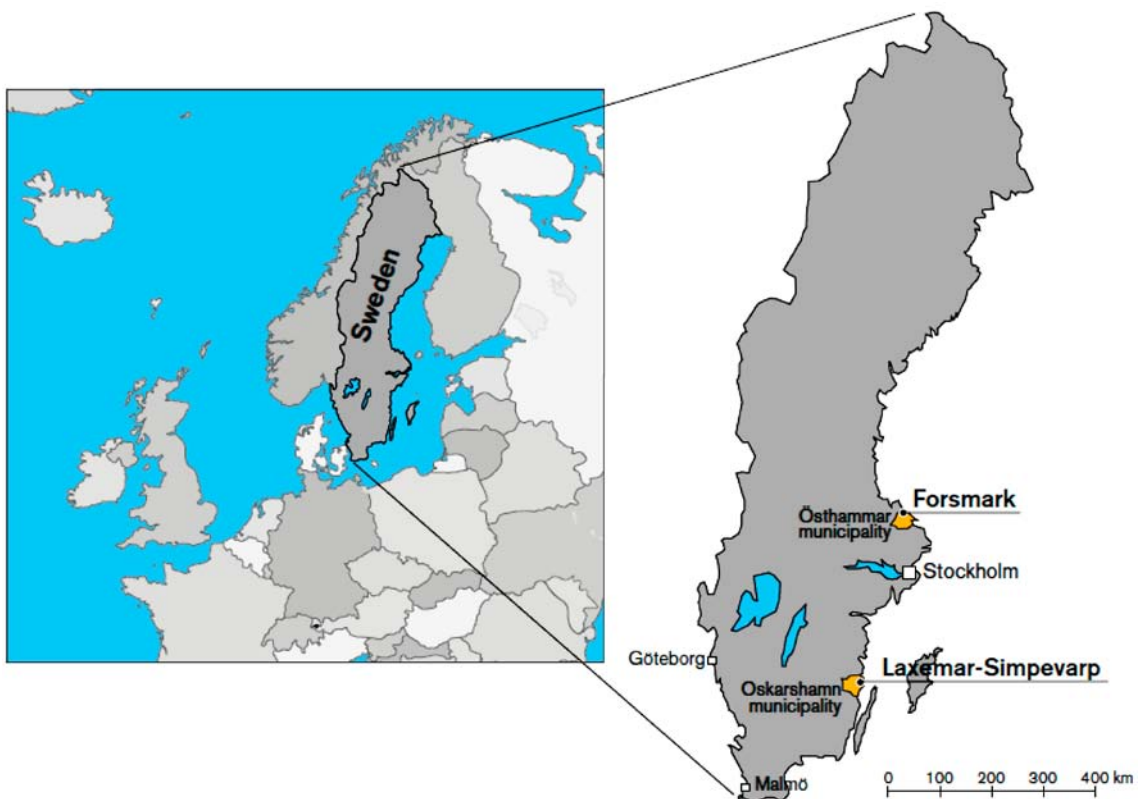 Sweden
Forsmark
Östhammar
municipality
Stockholm
Göteborg
Laxemar-Simpevarp
Oskarshamn
municipality
Malmö
0 100 200 300 400 km